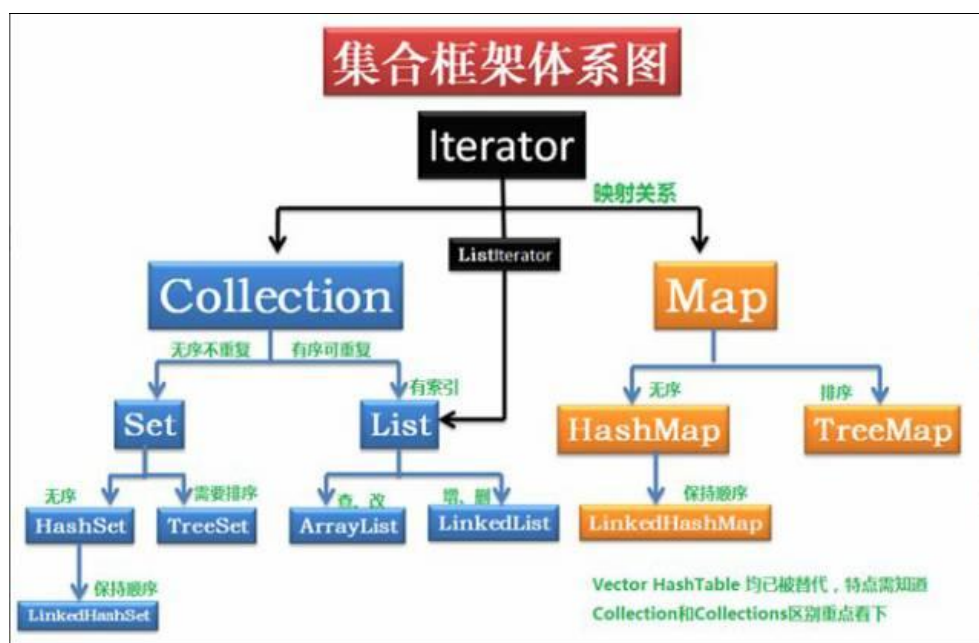 集合框架体系图
Iterator
映射关系
ListIterator
Collection
Map
无序不重复
有序可重复
有索引
无序
排序
Set
List
HashMap
TreeMap
无序
需要排序
查、改
增、删
保持顺序
HashSet
TreeSet
ArrayList
LinkedList
LinkedHashMap
保持顺序
LinkedHashSet
Vector HashTable 均已被替代，特点需知道
Collection和Collections区别重点看下